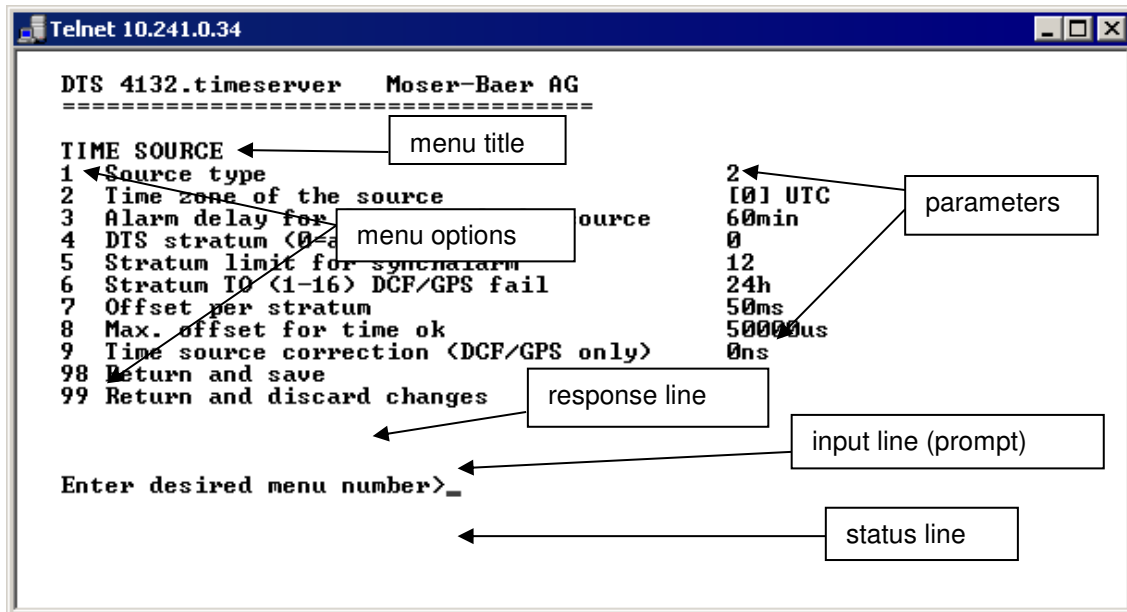 Telnet 10.241.0.34
DTS 4132.timeserver Moser-Baer AG
=====================================
TIME SOURCE
menu title
1 Source type 2
2 Time zone of the source [0] UTC
3 Alarm delay for ource 60min
parameters
menu options
4 DTS stratum (0=a 0
5 Stratum limit for synchalarm 12
6 Stratum TO (1-16) DCF/GPS fail 24h
7 Offset per stratum 50ms
8 Max. offset for time ok 50000us
9 Time source correction (DCF/GPS only) 0ns
98 Return and save
99 Return and discard changes
response line
input line (prompt)
Enter desired menu number>_
status line